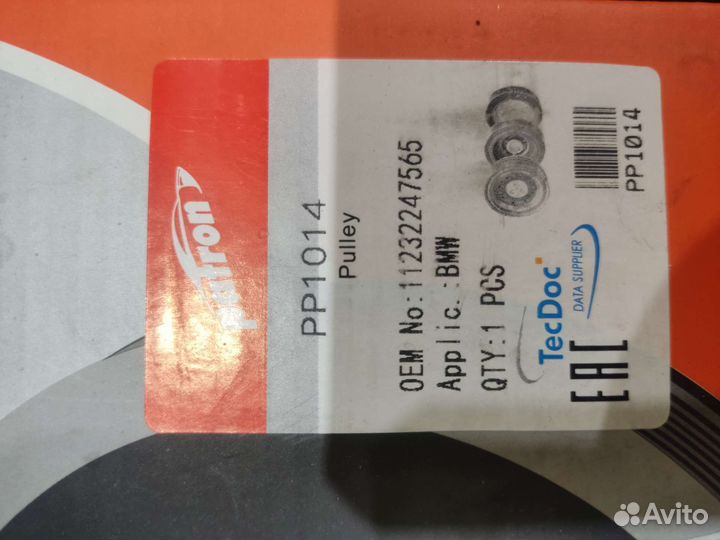 patron
PP1014
Pulley
OEM No:11232247565
Applic.:BMW
QTY:1 PCS
TecDoc
DATA SUPPLIER
EAC
PP1014
Avito